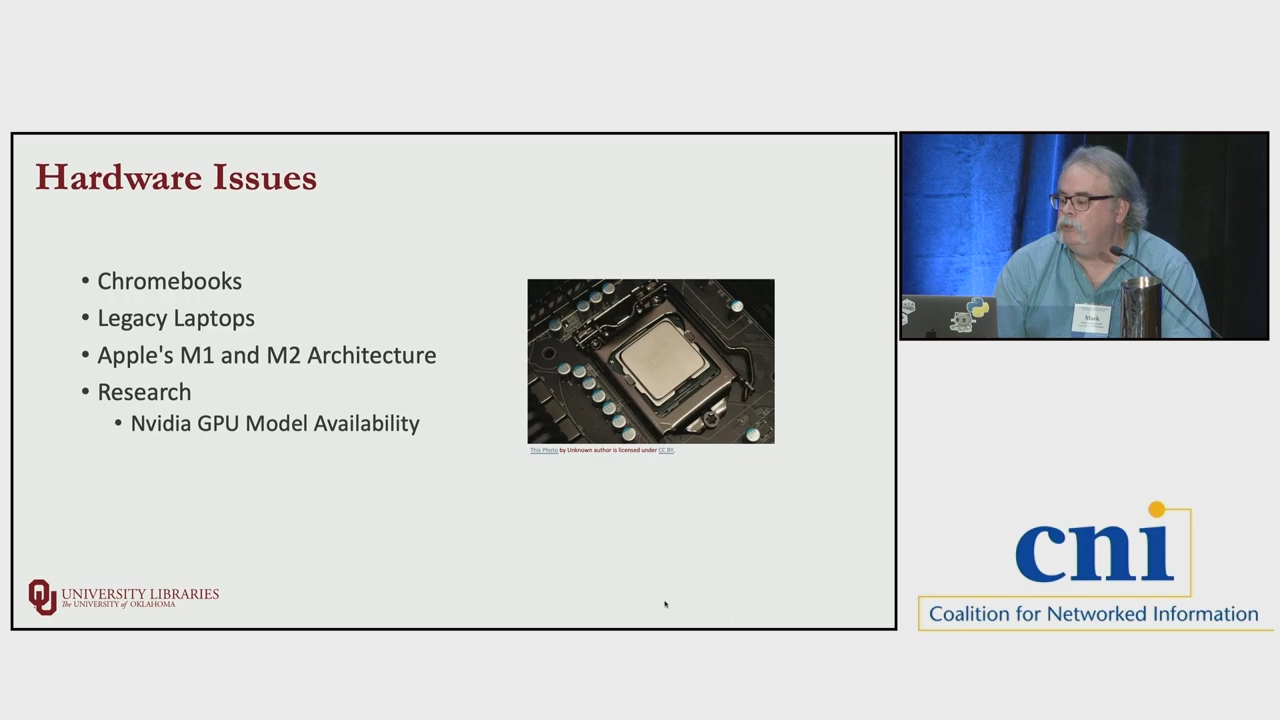 Hardware Issues
• Chromebooks
• Legacy Laptops
• Apple's M1 and M2 Architecture
• Research
• Nvidia GPU Model Availability
This Photo by Unknown author is licensed under CC BY.
OU UNIVERSITY LIBRARIES
The UNIVERSITY of OKLAHOMA
Mark
cni
Coalition for Networked Information